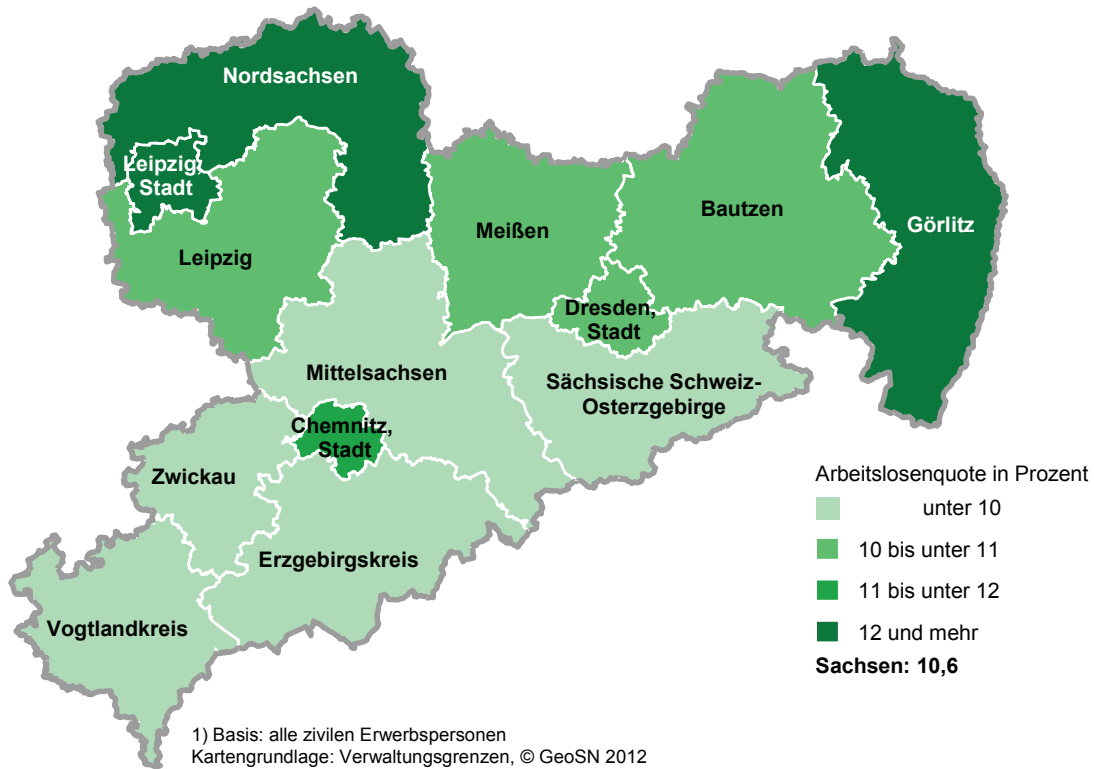 Nordsachsen
Leipzig,
Stadt
Leipzig
Meißen
Bautzen
Görlitz
Dresden,
Stadt
Mittelsachsen
Sächsische Schweiz-
Osterzgebirge
Chemnitz,
Stadt
Zwickau
Erzgebirgskreis
Vogtlandkreis
Arbeitslosenquote in Prozent
unter 10
10 bis unter 11
11 bis unter 12
12 und mehr
Sachsen: 10,6
1) Basis: alle zivilen Erwerbspersonen
Kartengrundlage: Verwaltungsgrenzen, © GeoSN 2012